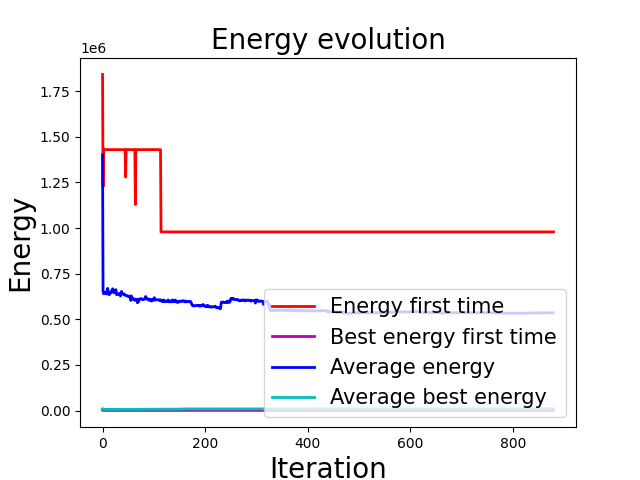 Energy evolution
1e6
1.75
1.50
1.25
1.00
0.75
0.50
0.25
0.00
Energy
Energy first time
Best energy first time
Average energy
Average best energy
0 200 400 600 800
Iteration